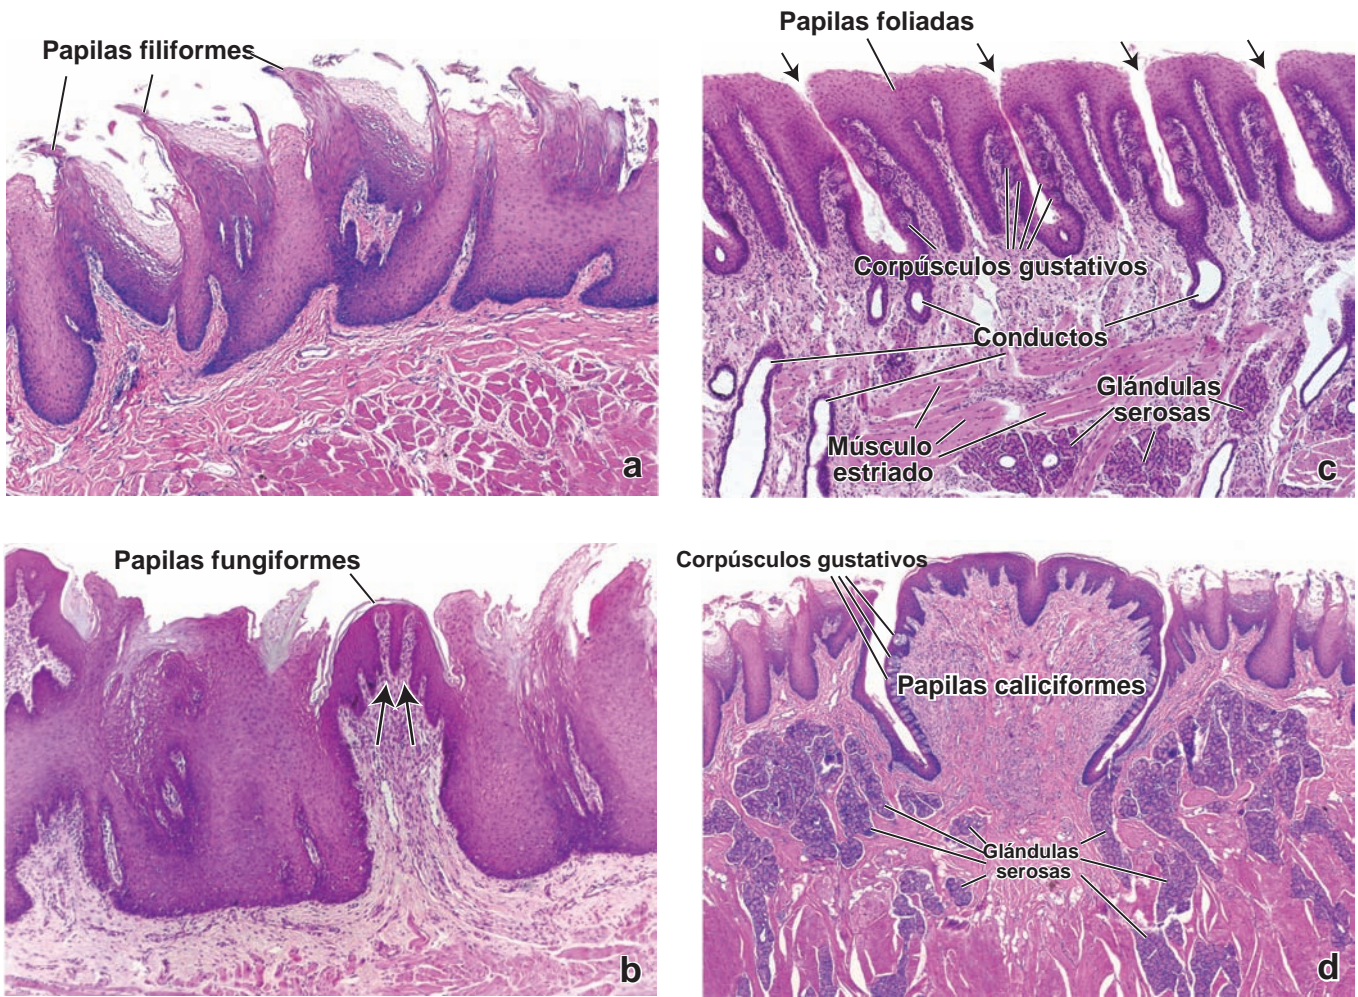 Papilas filiformes
a
Papilas foliadas
Corpúsculos gustativos
Conductos
Glándulas
serosas
Músculo
estriado
c
Papilas fungiformes
b
Corpúsculos gustativos
Papilas caliciformes
Glándulas
serosas
d